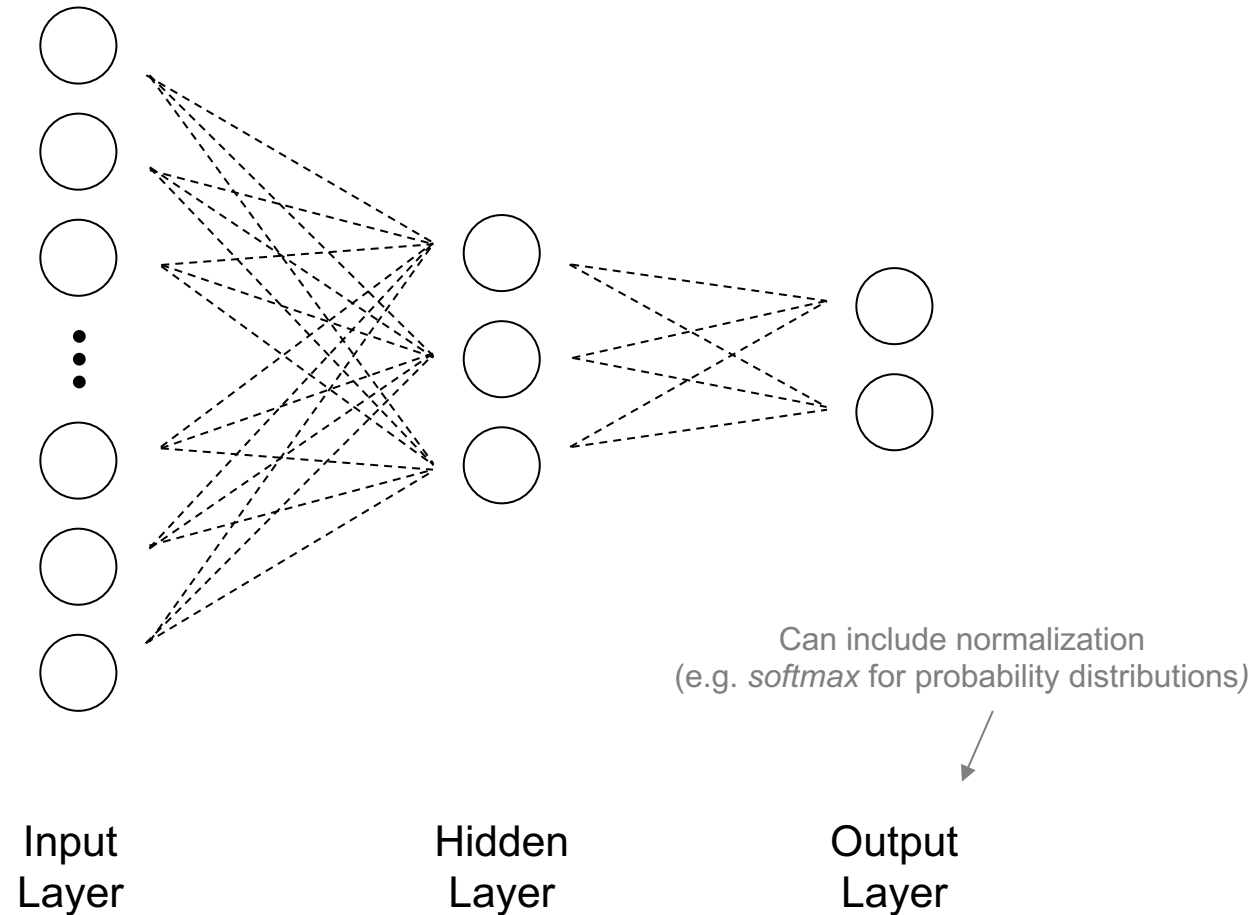 Can include normalization
(e.g. softmax for probability distributions)
Input
Layer
Hidden
Layer
Output
Layer